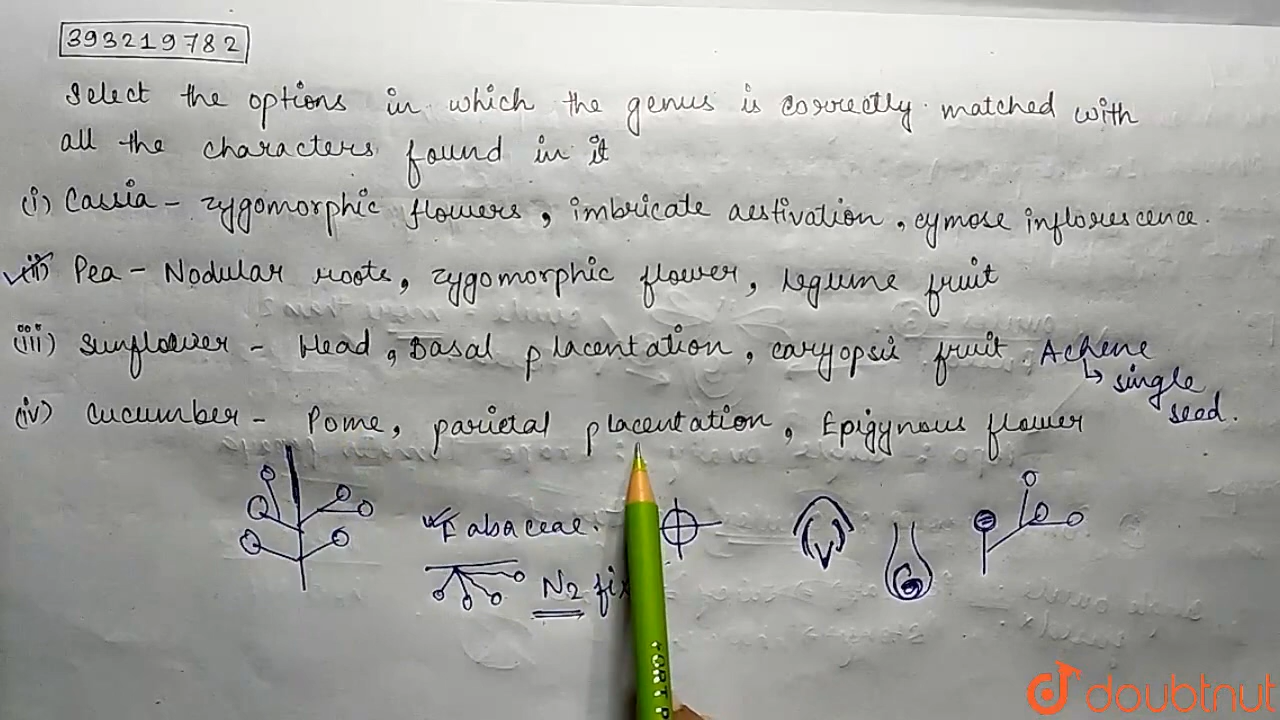 393219782
Select the options in which the genus is correctly matched with
all the characters found in it
(i) Cassia - zygomorphic flowers, imbricate aestivation, cymose inflorescence.
(ii) Pea - Nodular roots, zygomorphic flower, legume fruit
(iii) Sunflower - Head, Basal placentation, caryopsis fruit. Achene
↳ single
seed.
(iv) Cucumber - Pome, parietal placentation, Epigynous flower
Fabaceae.
N2 fix
doubtnut